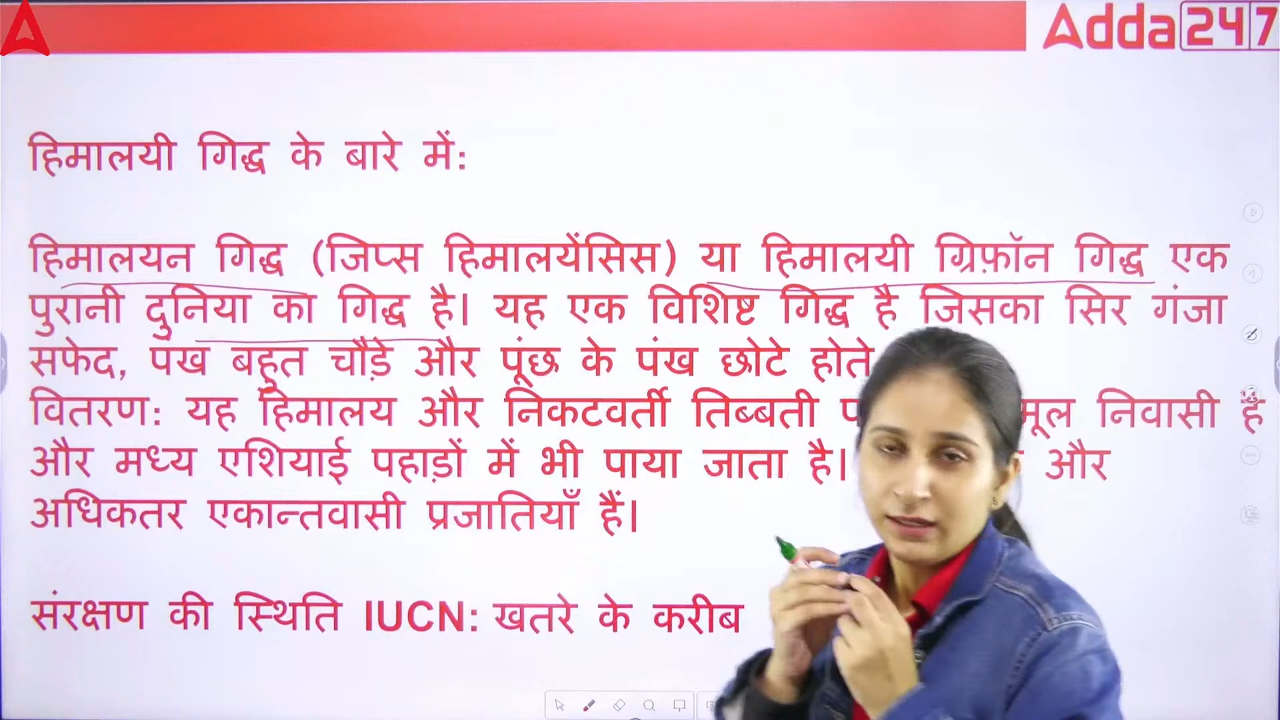 Adda247
हिमालयी गिद्ध के बारे में:
हिमालयन गिद्ध (जिप्स हिमालयेंसिस) या हिमालयी ग्रिफ़ॉन गिद्ध एक
पुरानी दुनिया का गिद्ध है। यह एक विशिष्ट गिद्ध है जिसका सिर गंजा
सफेद, पंख बहुत चौड़े और पूंछ के पंख छोटे होते
वितरण: यह हिमालय और निकटवर्ती तिब्बती मूल निवासी है
और मध्य एशियाई पहाड़ों में भी पाया जाता है। और
अधिकतर एकान्तवासी प्रजातियाँ हैं।
संरक्षण की स्थिति IUCN: खतरे के करीब